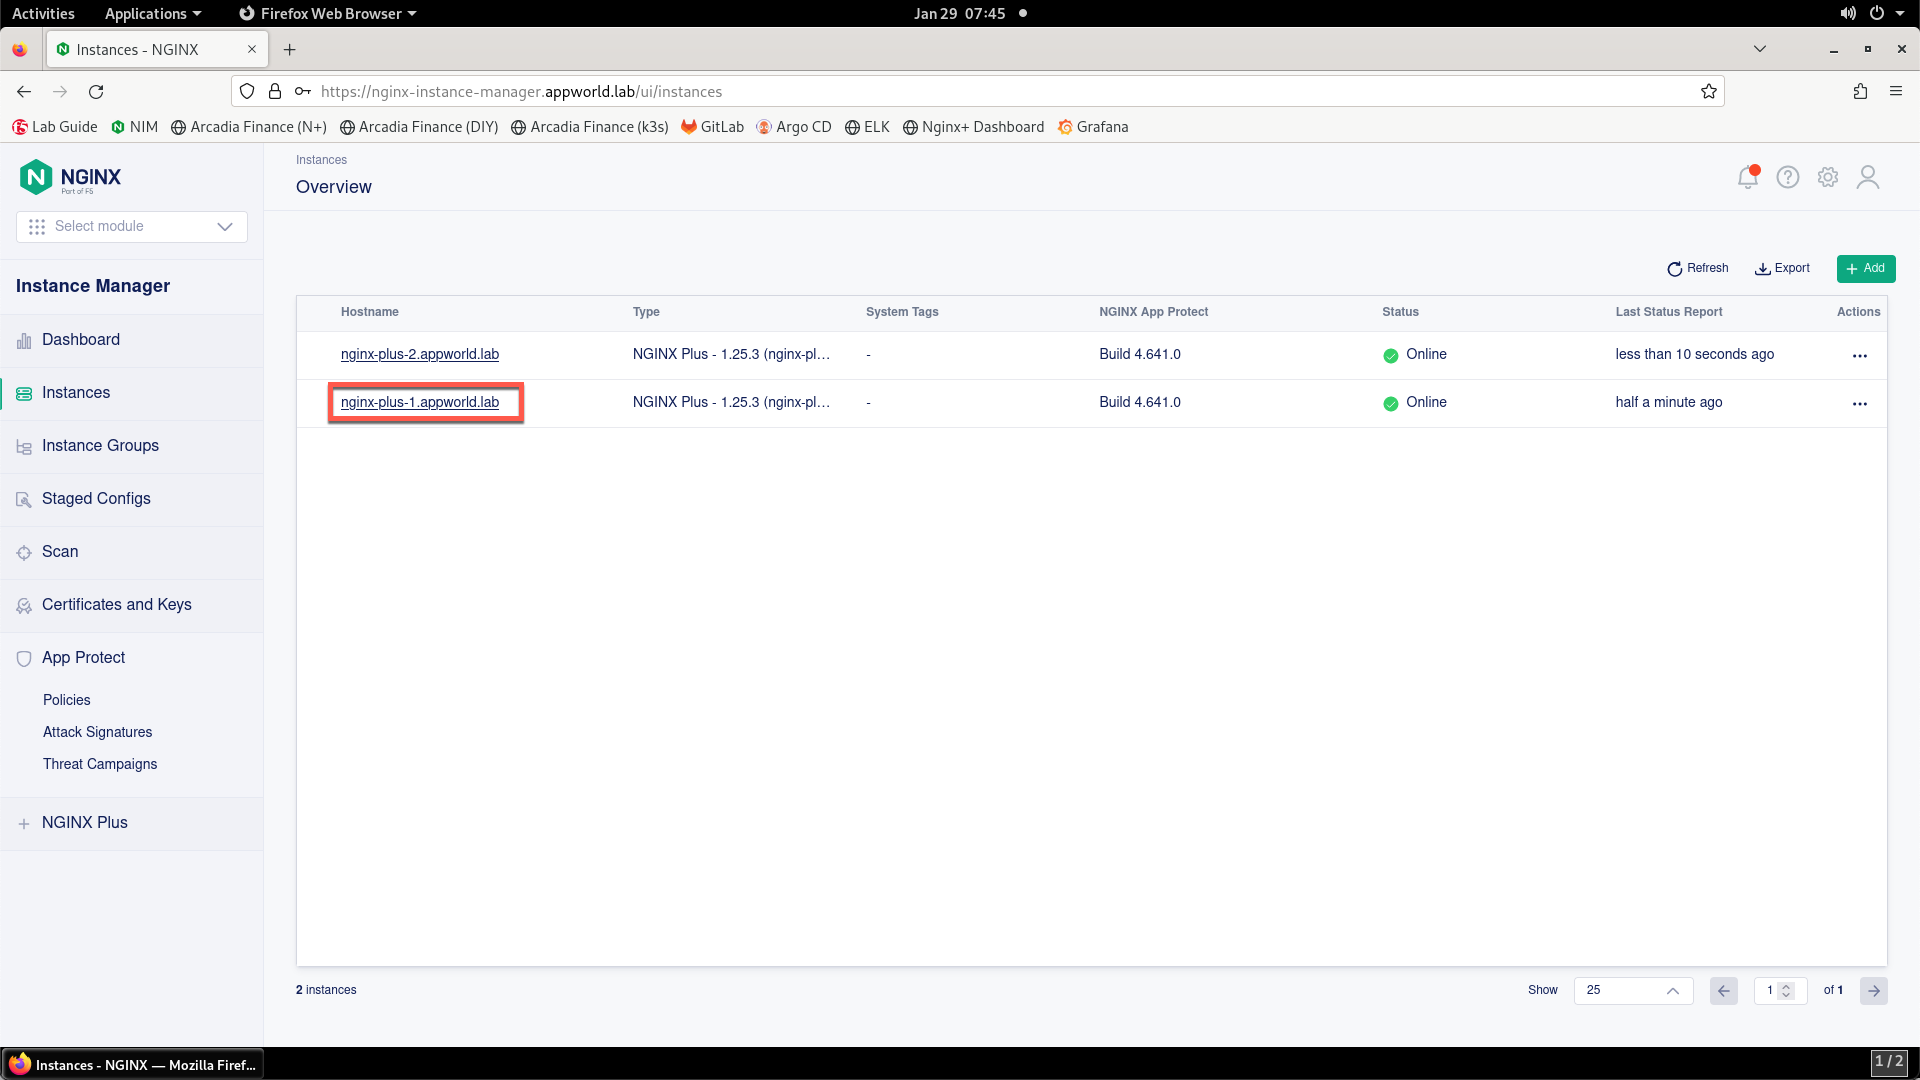 Activities Applications Firefox Web Browser Jan 29 07:45
Instances - NGINX
https://nginx-instance-manager.appworld.lab/ui/instances
Lab Guide NIM Arcadia Finance (N+) Arcadia Finance (DIY) Arcadia Finance (k3s) GitLab Argo CD ELK Nginx+ Dashboard Grafana
NGINX
Part of F5
Select module
Instance Manager
Dashboard
Instances
Instance Groups
Staged Configs
Scan
Certificates and Keys
App Protect
Policies
Attack Signatures
Threat Campaigns
NGINX Plus
Instances
Overview
Refresh Export + Add
Hostname Type System Tags NGINX App Protect Status Last Status Report Actions
nginx-plus-2.appworld.lab NGINX Plus - 1.25.3 (nginx-pl... - Build 4.641.0 Online less than 10 seconds ago ...
nginx-plus-1.appworld.lab NGINX Plus - 1.25.3 (nginx-pl... - Build 4.641.0 Online half a minute ago ...
2 instances Show 25 1 of 1
Instances - NGINX — Mozilla Firef... 1 / 2